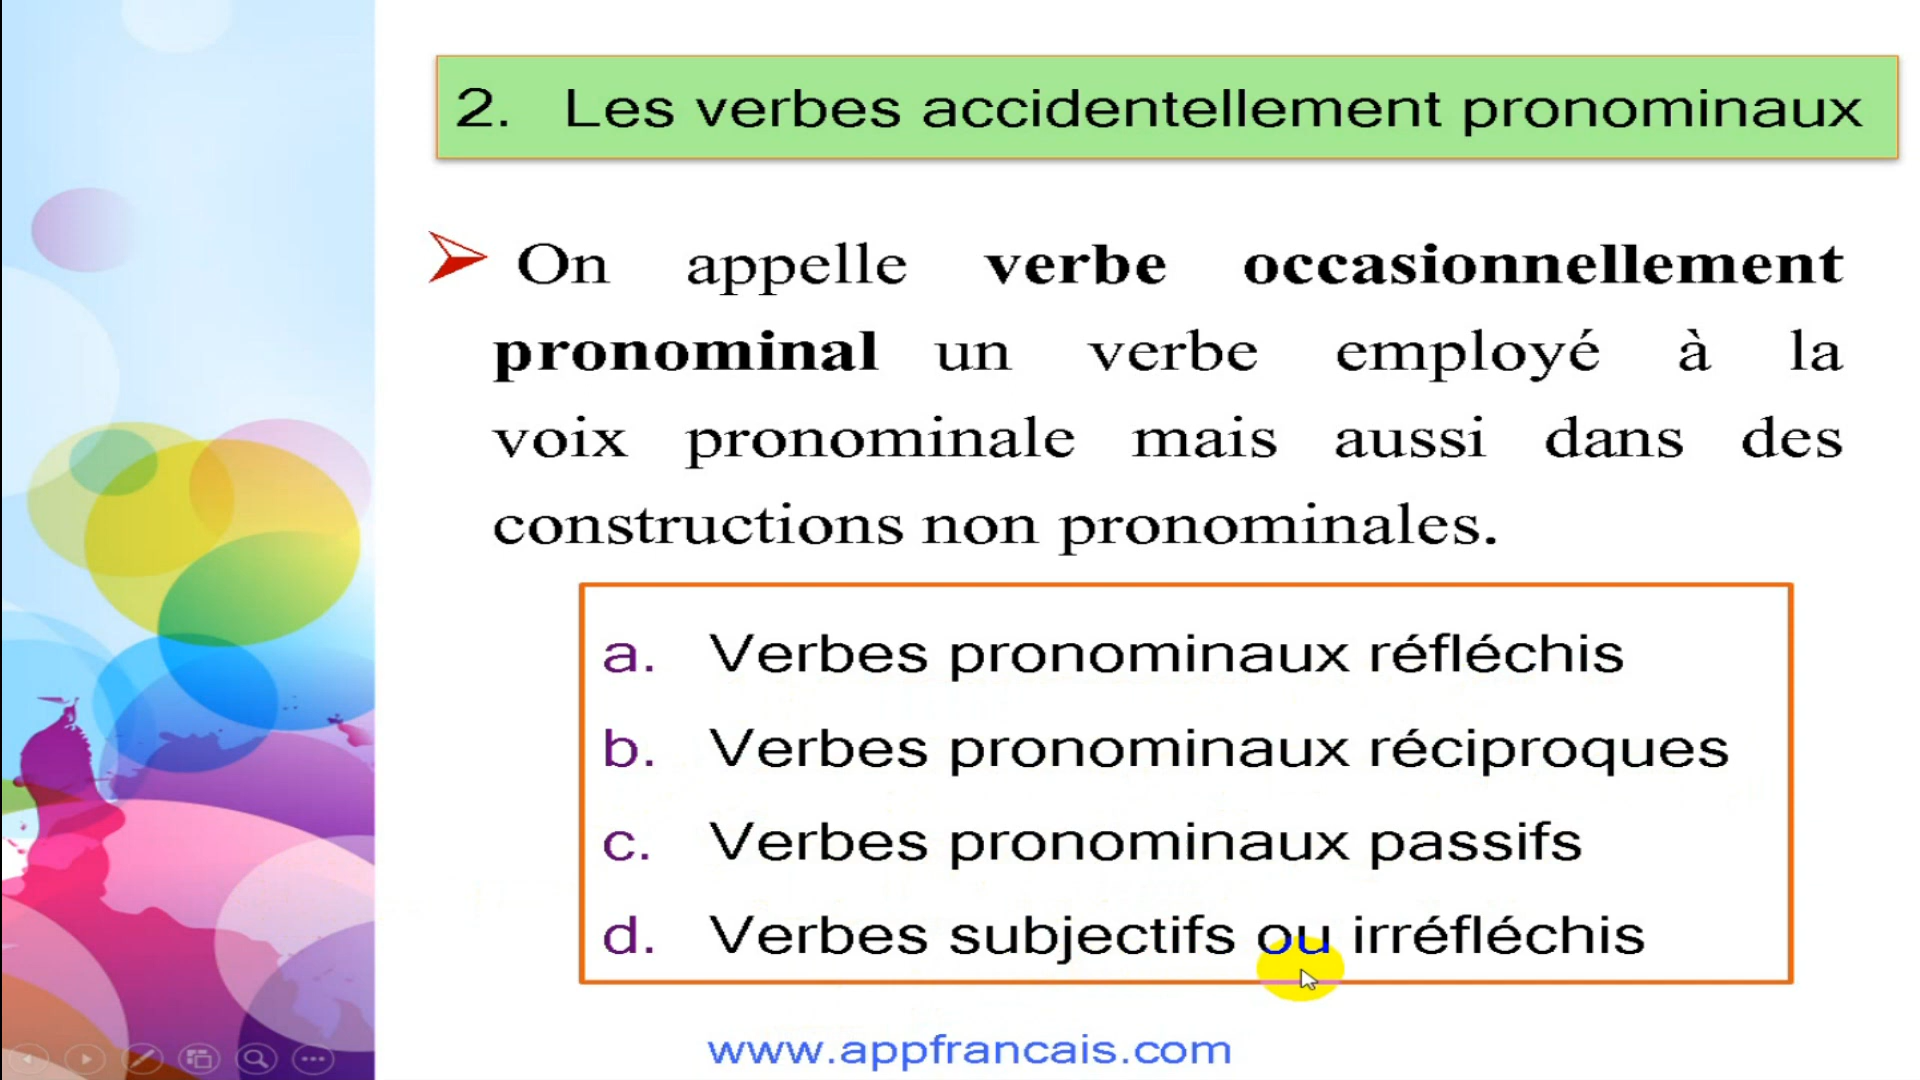 2. Les verbes accidentellement pronominaux
On appelle verbe occasionnellement
pronominal un verbe employé à la
voix pronominale mais aussi dans des
constructions non pronominales.
a. Verbes pronominaux réfléchis
b. Verbes pronominaux réciproques
c. Verbes pronominaux passifs
d. Verbes subjectifs ou irréfléchis
www.appfrancais.com